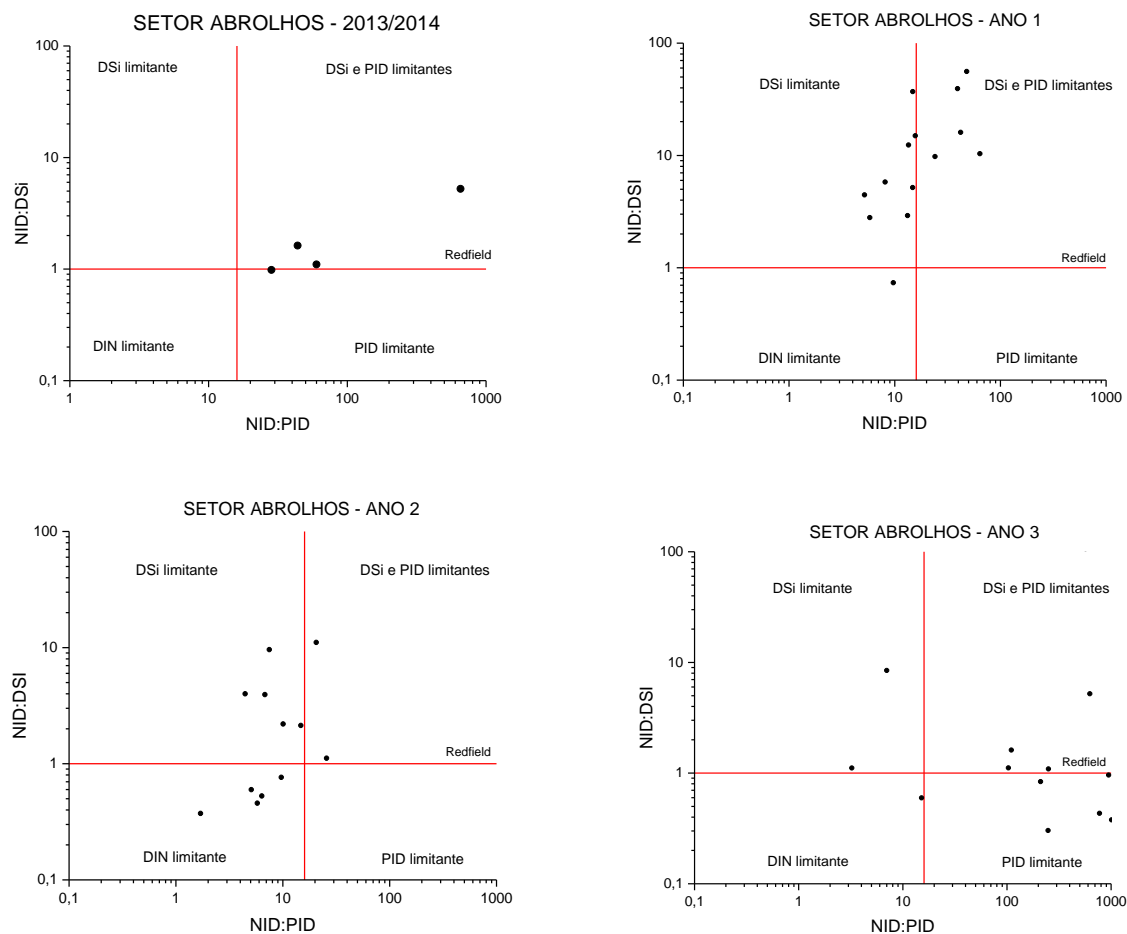 SETOR ABROLHOS - 2013/2014
100
DSi limitante
DSi e PID limitantes
10
NID:DSi
Redfield
1
DIN limitante
PID limitante
0,1
1
10
100
1000
NID:PID
SETOR ABROLHOS - ANO 1
100
DSi limitante
DSi e PID limitantes
10
NID:DSI
Redfield
1
DIN limitante
PID limitante
0,1
0,1
1
10
100
1000
NID:PID
SETOR ABROLHOS - ANO 2
100
DSi limitante
DSi e PID limitantes
10
NID:DSI
Redfield
1
DIN limitante
PID limitante
0,1
0,1
1
10
100
1000
NID:PID
SETOR ABROLHOS - ANO 3
100
DSi limitante
DSi e PID limitantes
10
NID:DSI
Redfield
1
DIN limitante
PID limitante
0,1
0,1
1
10
100
1000
NID:PID